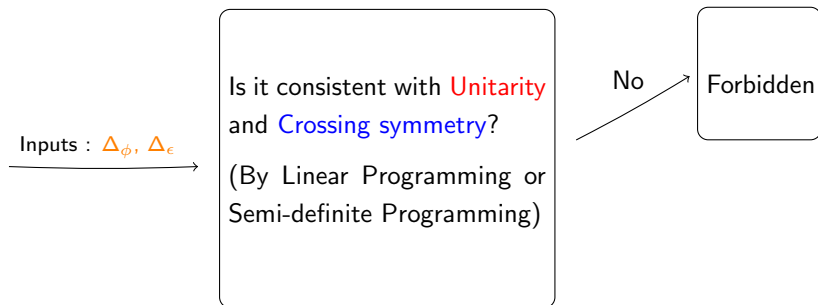 Inputs : Δ_ϕ, Δ_ϵ
Is it consistent with Unitarity
and Crossing symmetry?
(By Linear Programming or
Semi-definite Programming)
No
Forbidden